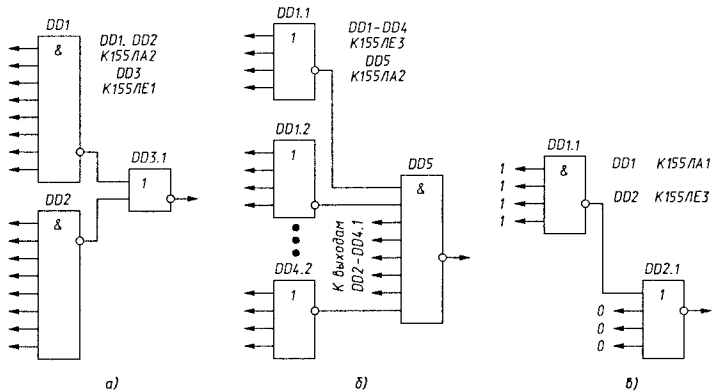 DD1
&
DD1. DD2
К155ЛА2
DD3
К155ЛЕ1
DD3.1
1
DD2
&
а)
DD1.1
1
DD1-DD4
К155ЛЕ3
DD5
К155ЛА2
DD1.2
1
DD5
&
К выходам
DD2-DD4.1
DD4.2
1
б)
DD1.1
&
1
1
1
1
DD1 К155ЛА1
DD2 К155ЛЕ3
DD2.1
1
0
0
0
в)